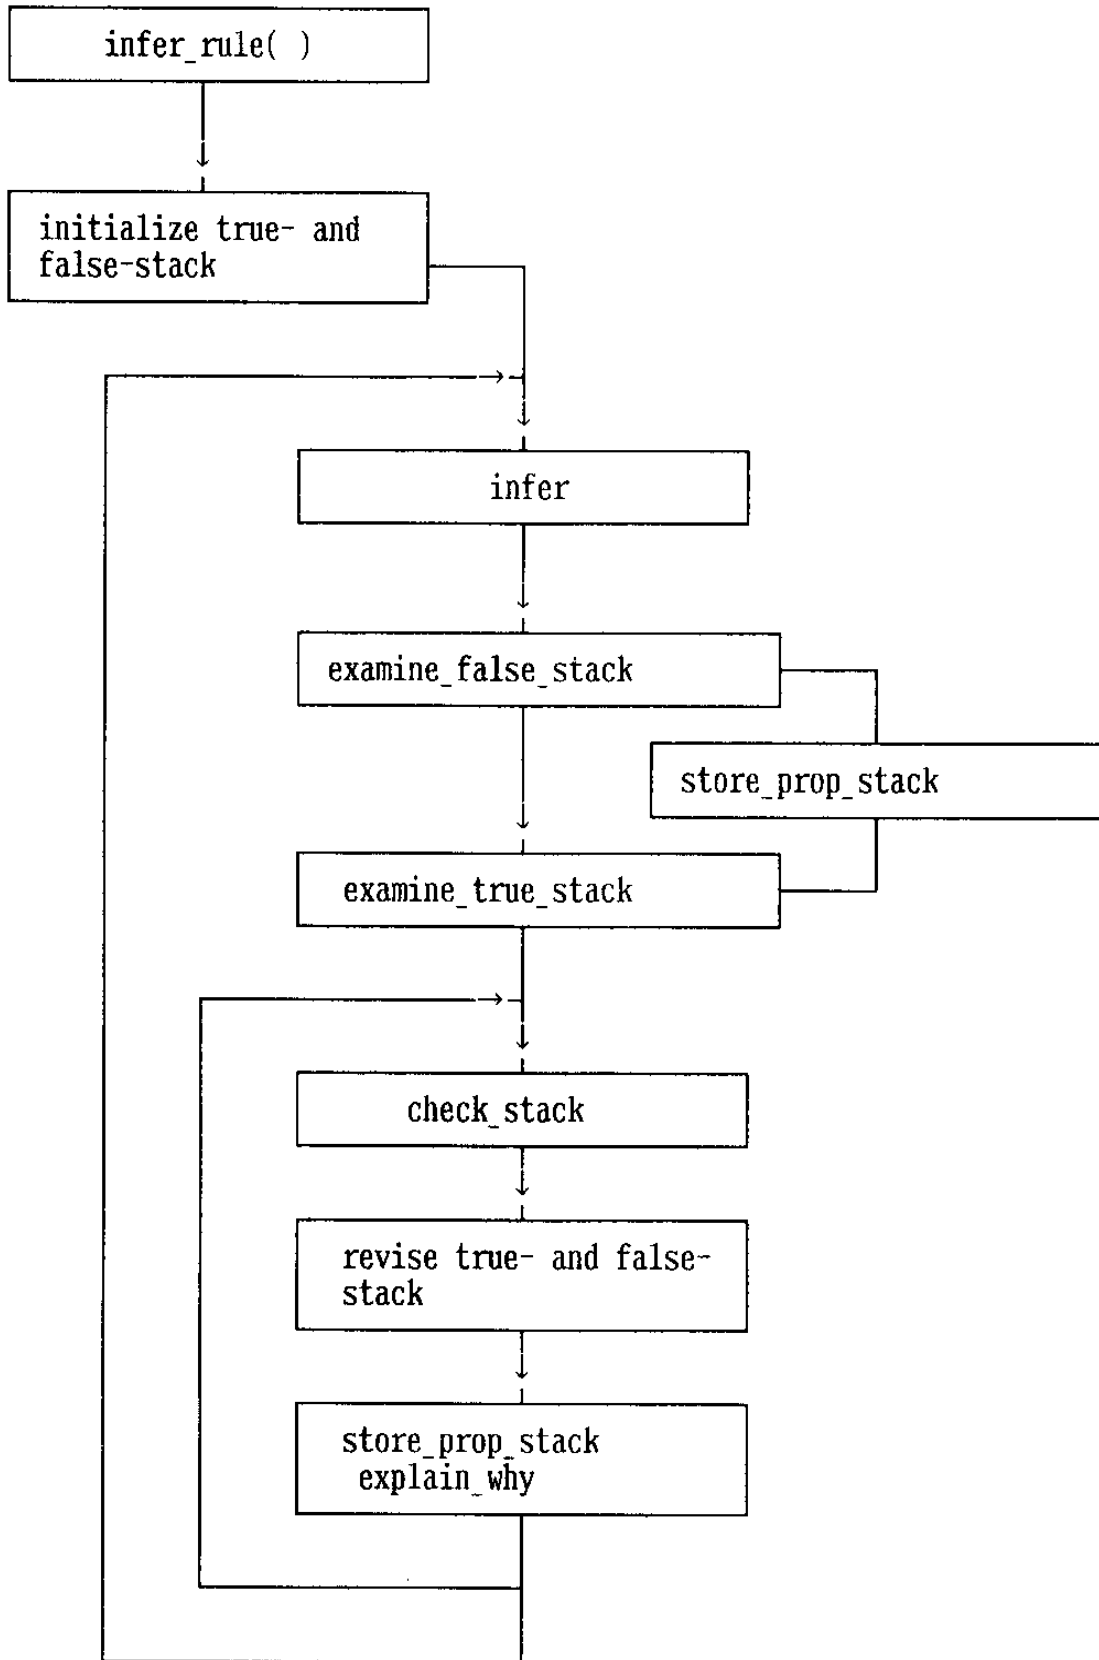 infer_rule( )
initialize true- and
false-stack
infer
examine_false_stack
store_prop_stack
examine_true_stack
check_stack
revise true- and false-
stack
store_prop_stack
explain_why